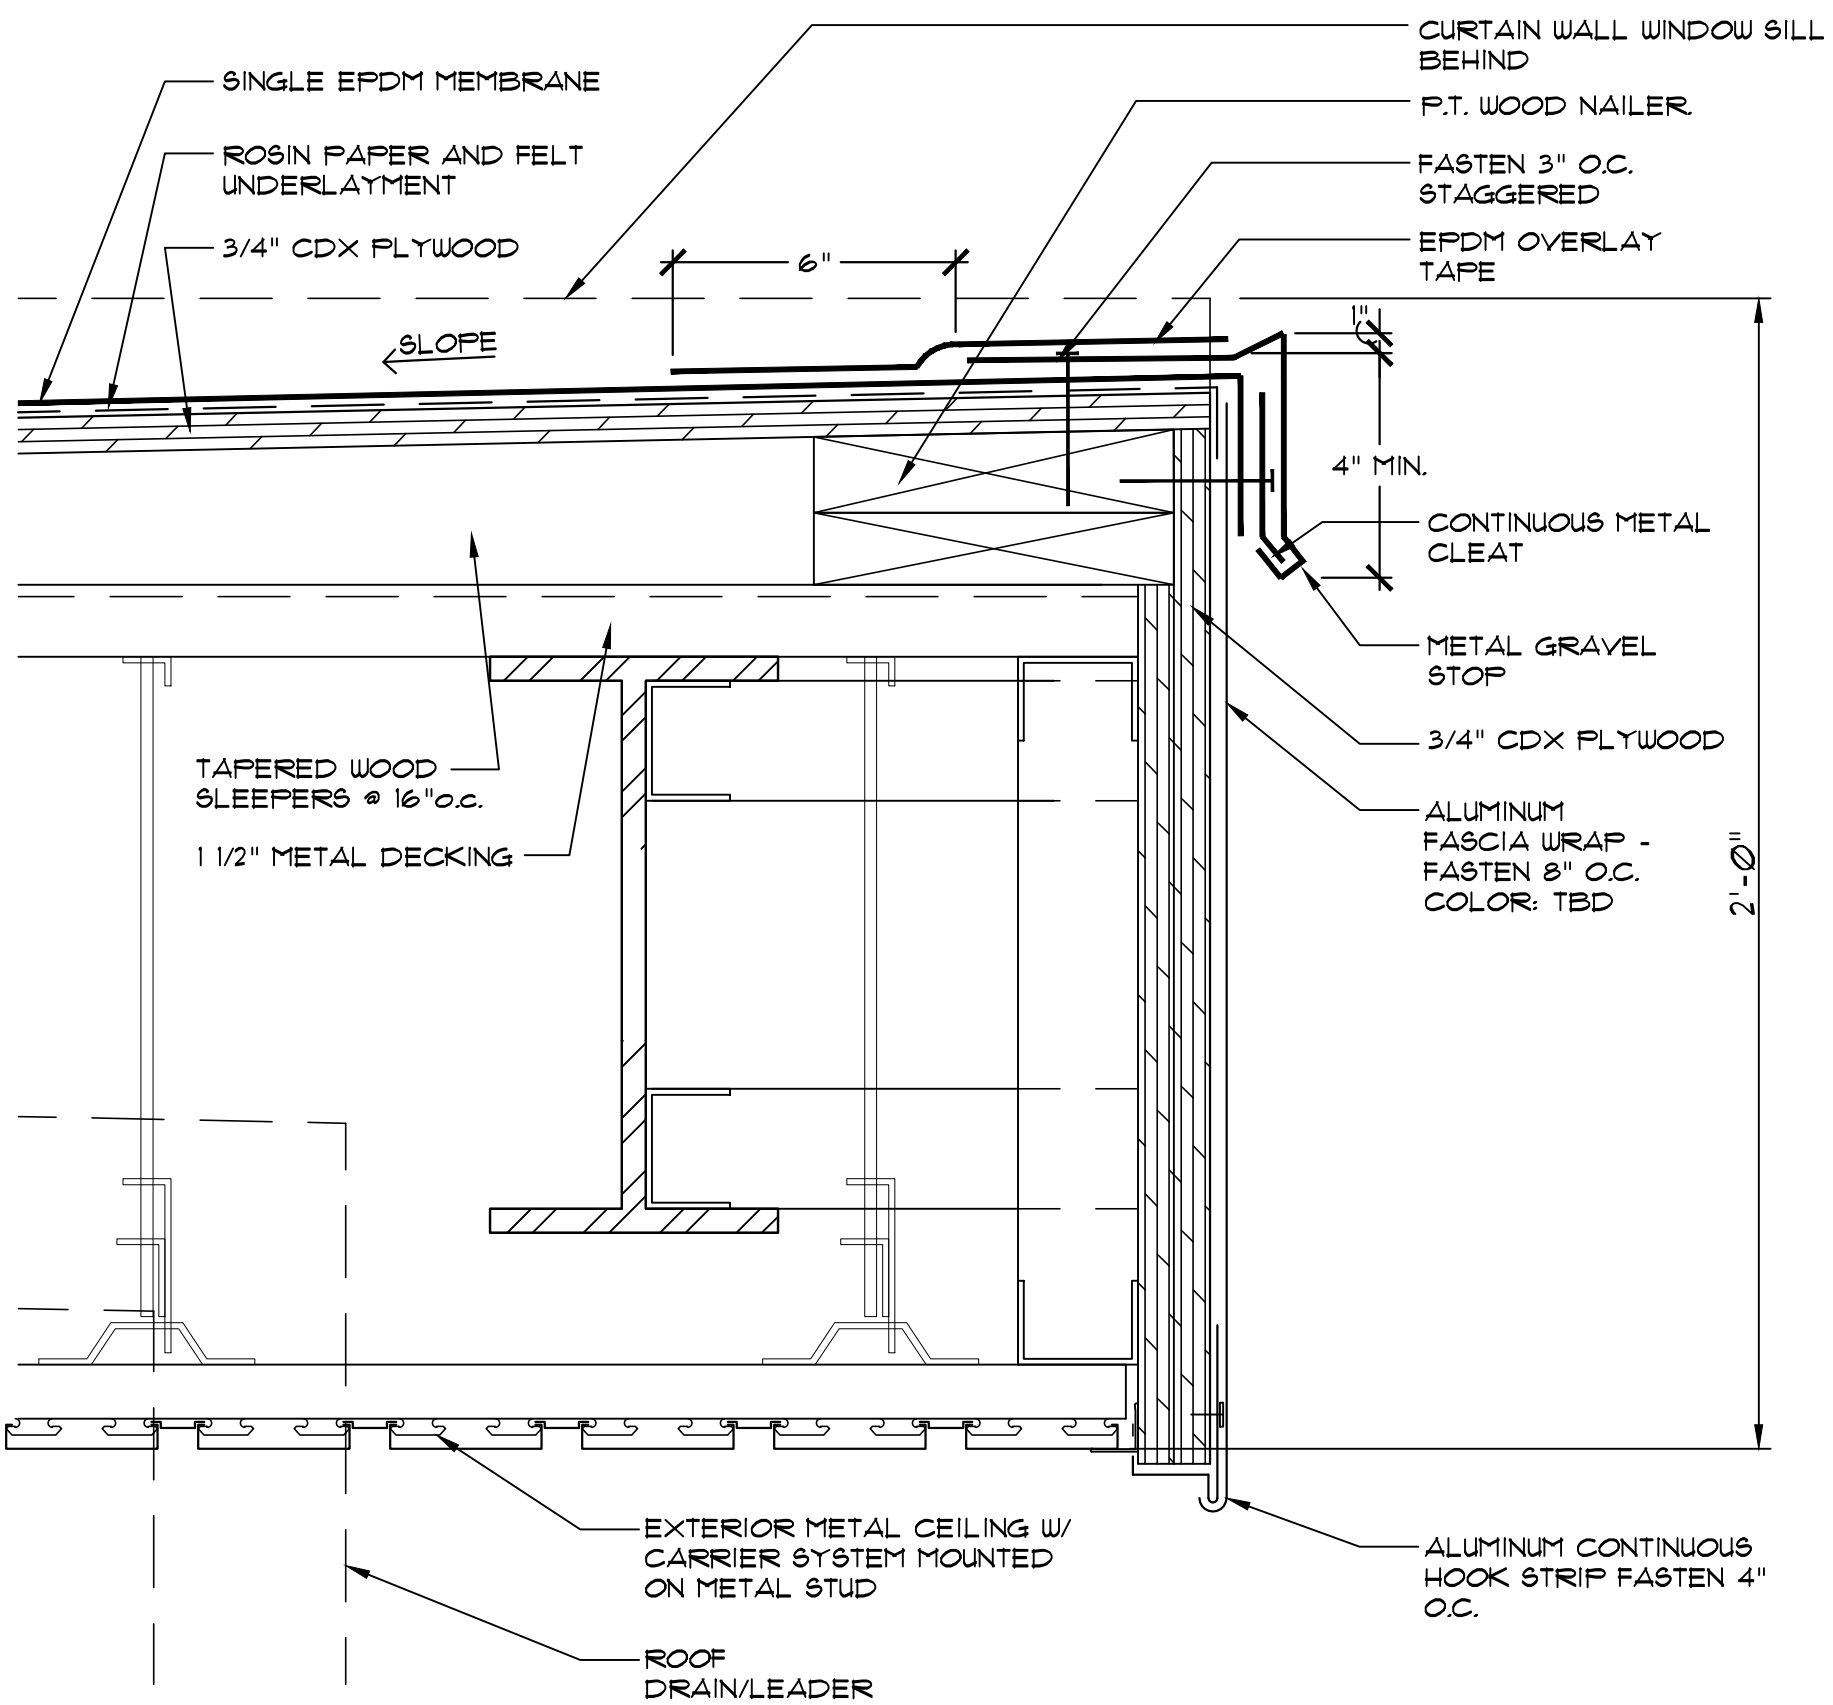 CURTAIN WALL WINDOW SILL
BEHIND
SINGLE EPDM MEMBRANE
P.T. WOOD NAILER.
ROSIN PAPER AND FELT
UNDERLAYMENT
FASTEN 3" O.C.
STAGGERED
3/4" CDX PLYWOOD
EPDM OVERLAY
TAPE
6"
1"
SLOPE
4" MIN.
CONTINUOUS METAL
CLEAT
METAL GRAVEL
STOP
3/4" CDX PLYWOOD
TAPERED WOOD
SLEEPERS @ 16"o.c.
1 1/2" METAL DECKING
ALUMINUM
FASCIA WRAP -
FASTEN 8" O.C.
COLOR: TBD
2'-0"
EXTERIOR METAL CEILING W/
CARRIER SYSTEM MOUNTED
ON METAL STUD
ALUMINUM CONTINUOUS
HOOK STRIP FASTEN 4"
O.C.
ROOF
DRAIN/LEADER